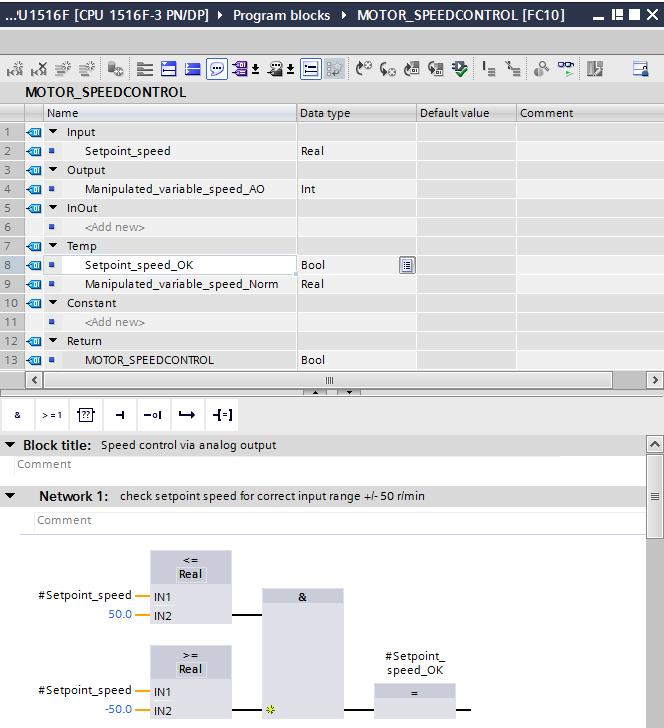 ...'U1516F [CPU 1516F-3 PN/DP] ▸ Program blocks ▸ MOTOR_SPEEDCONTROL [FC10]
MOTOR_SPEEDCONTROL
Name Data type Default value Comment
1 Input
2 Setpoint_speed Real
3 Output
4 Manipulated_variable_speed_AO Int
5 InOut
6 <Add new>
7 Temp
8 Setpoint_speed_OK Bool
9 Manipulated_variable_speed_Norm Real
10 Constant
11 <Add new>
12 Return
13 MOTOR_SPEEDCONTROL Bool
& >=1 ?? -| -o| [=]
Block title: Speed control via analog output
Comment
Network 1: check setpoint speed for correct input range +/- 50 r/min
Comment
<=
Real
#Setpoint_speed IN1
50.0 IN2
&
>=
Real
#Setpoint_speed IN1
-50.0 IN2
#Setpoint_
speed_OK
=